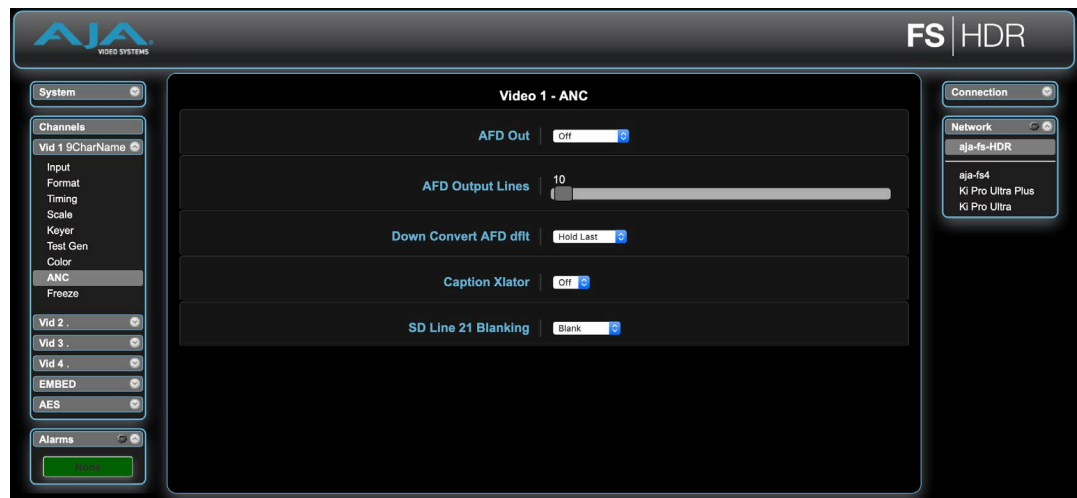 AJA
VIDEO SYSTEMS
FS|HDR
System
Channels
Vid 1 9CharName
Input
Format
Timing
Scale
Keyer
Test Gen
Color
ANC
Freeze
Vid 2 .
Vid 3 .
Vid 4 .
EMBED
AES
Alarms
None
Video 1 - ANC
AFD Out Off
AFD Output Lines 10
Down Convert AFD dflt Hold Last
Caption Xlator Off
SD Line 21 Blanking Blank
Connection
Network
aja-fs-HDR
aja-fs4
Ki Pro Ultra Plus
Ki Pro Ultra